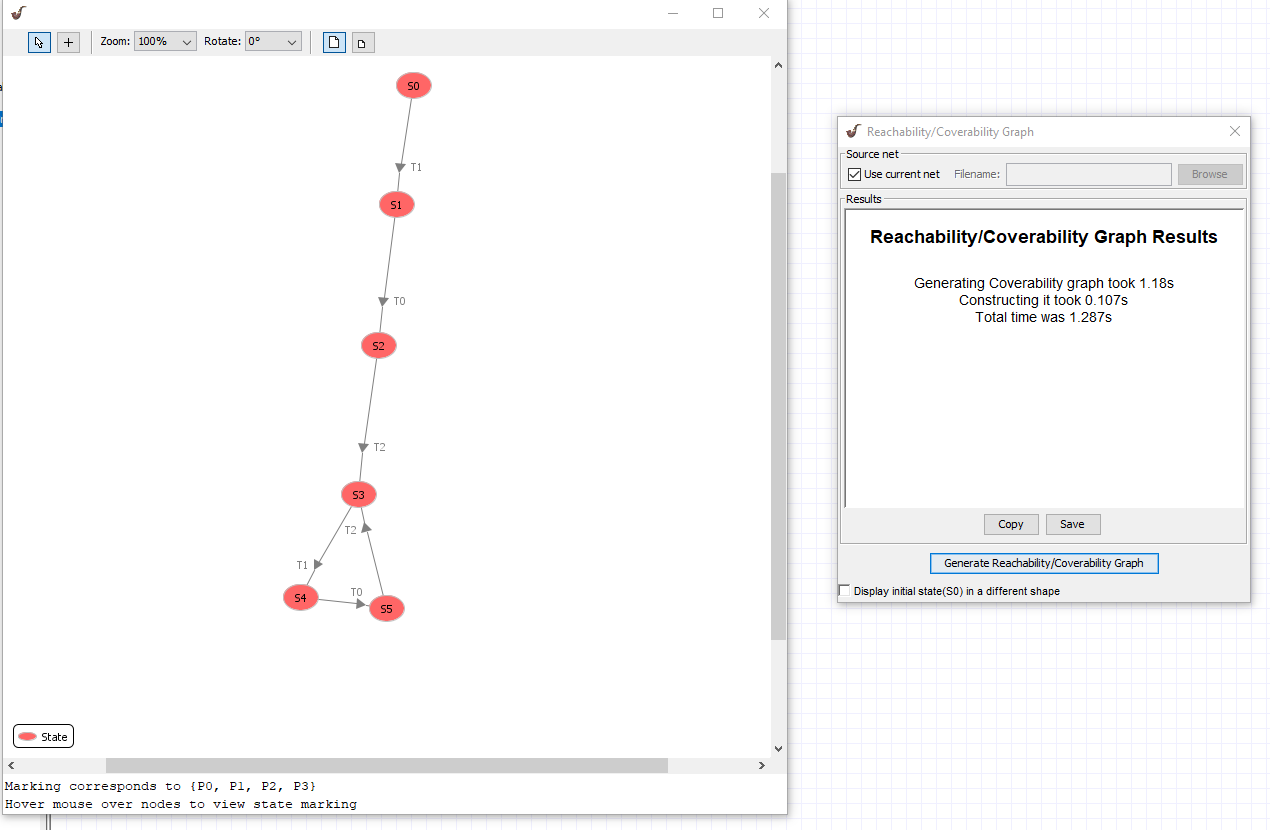 Zoom: 100% Rotate: 0°
S0
T1
S1
T0
S2
T2
S3
T2
T1
T0
S4
S5
State
Marking corresponds to {P0, P1, P2, P3}
Hover mouse over nodes to view state marking
Reachability/Coverability Graph
Source net
Use current net Filename: Browse
Results
Reachability/Coverability Graph Results
Generating Coverability graph took 1.18s
Constructing it took 0.107s
Total time was 1.287s
Copy Save
Generate Reachability/Coverability Graph
Display initial state(S0) in a different shape